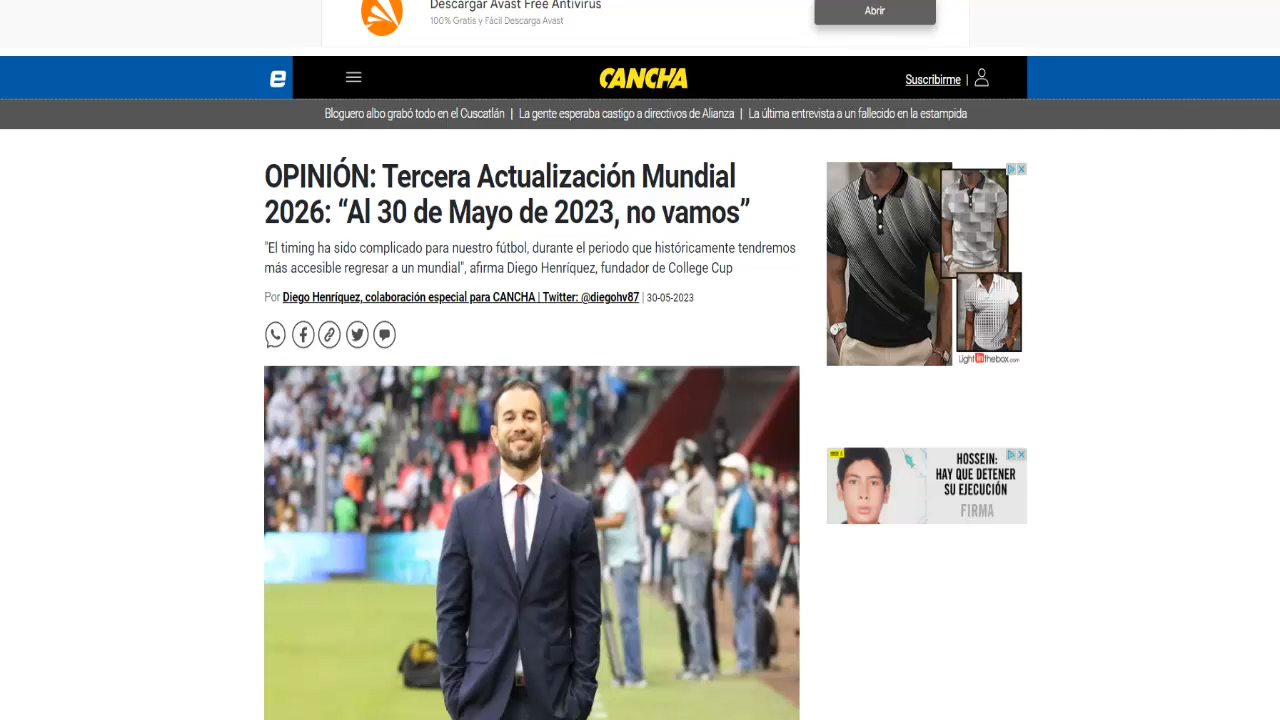 Descargar Avast Free Antivirus
100% Gratis y Fácil Descarga Avast
Abrir
e
CANCHA
Suscribirme |
Bloguero albo grabó todo en el Cuscatlán | La gente esperaba castigo a directivos de Alianza | La última entrevista a un fallecido en la estampida
OPINIÓN: Tercera Actualización Mundial
2026: “Al 30 de Mayo de 2023, no vamos”
"El timing ha sido complicado para nuestro fútbol, durante el periodo que históricamente tendremos
más accesible regresar a un mundial", afirma Diego Henríquez, fundador de College Cup
Por Diego Henríquez, colaboración especial para CANCHA | Twitter: @diegohv87 | 30-05-2023
Lightinthebox.com
HOSSEIN:
HAY QUE DETENER
SU EJECUCIÓN
FIRMA